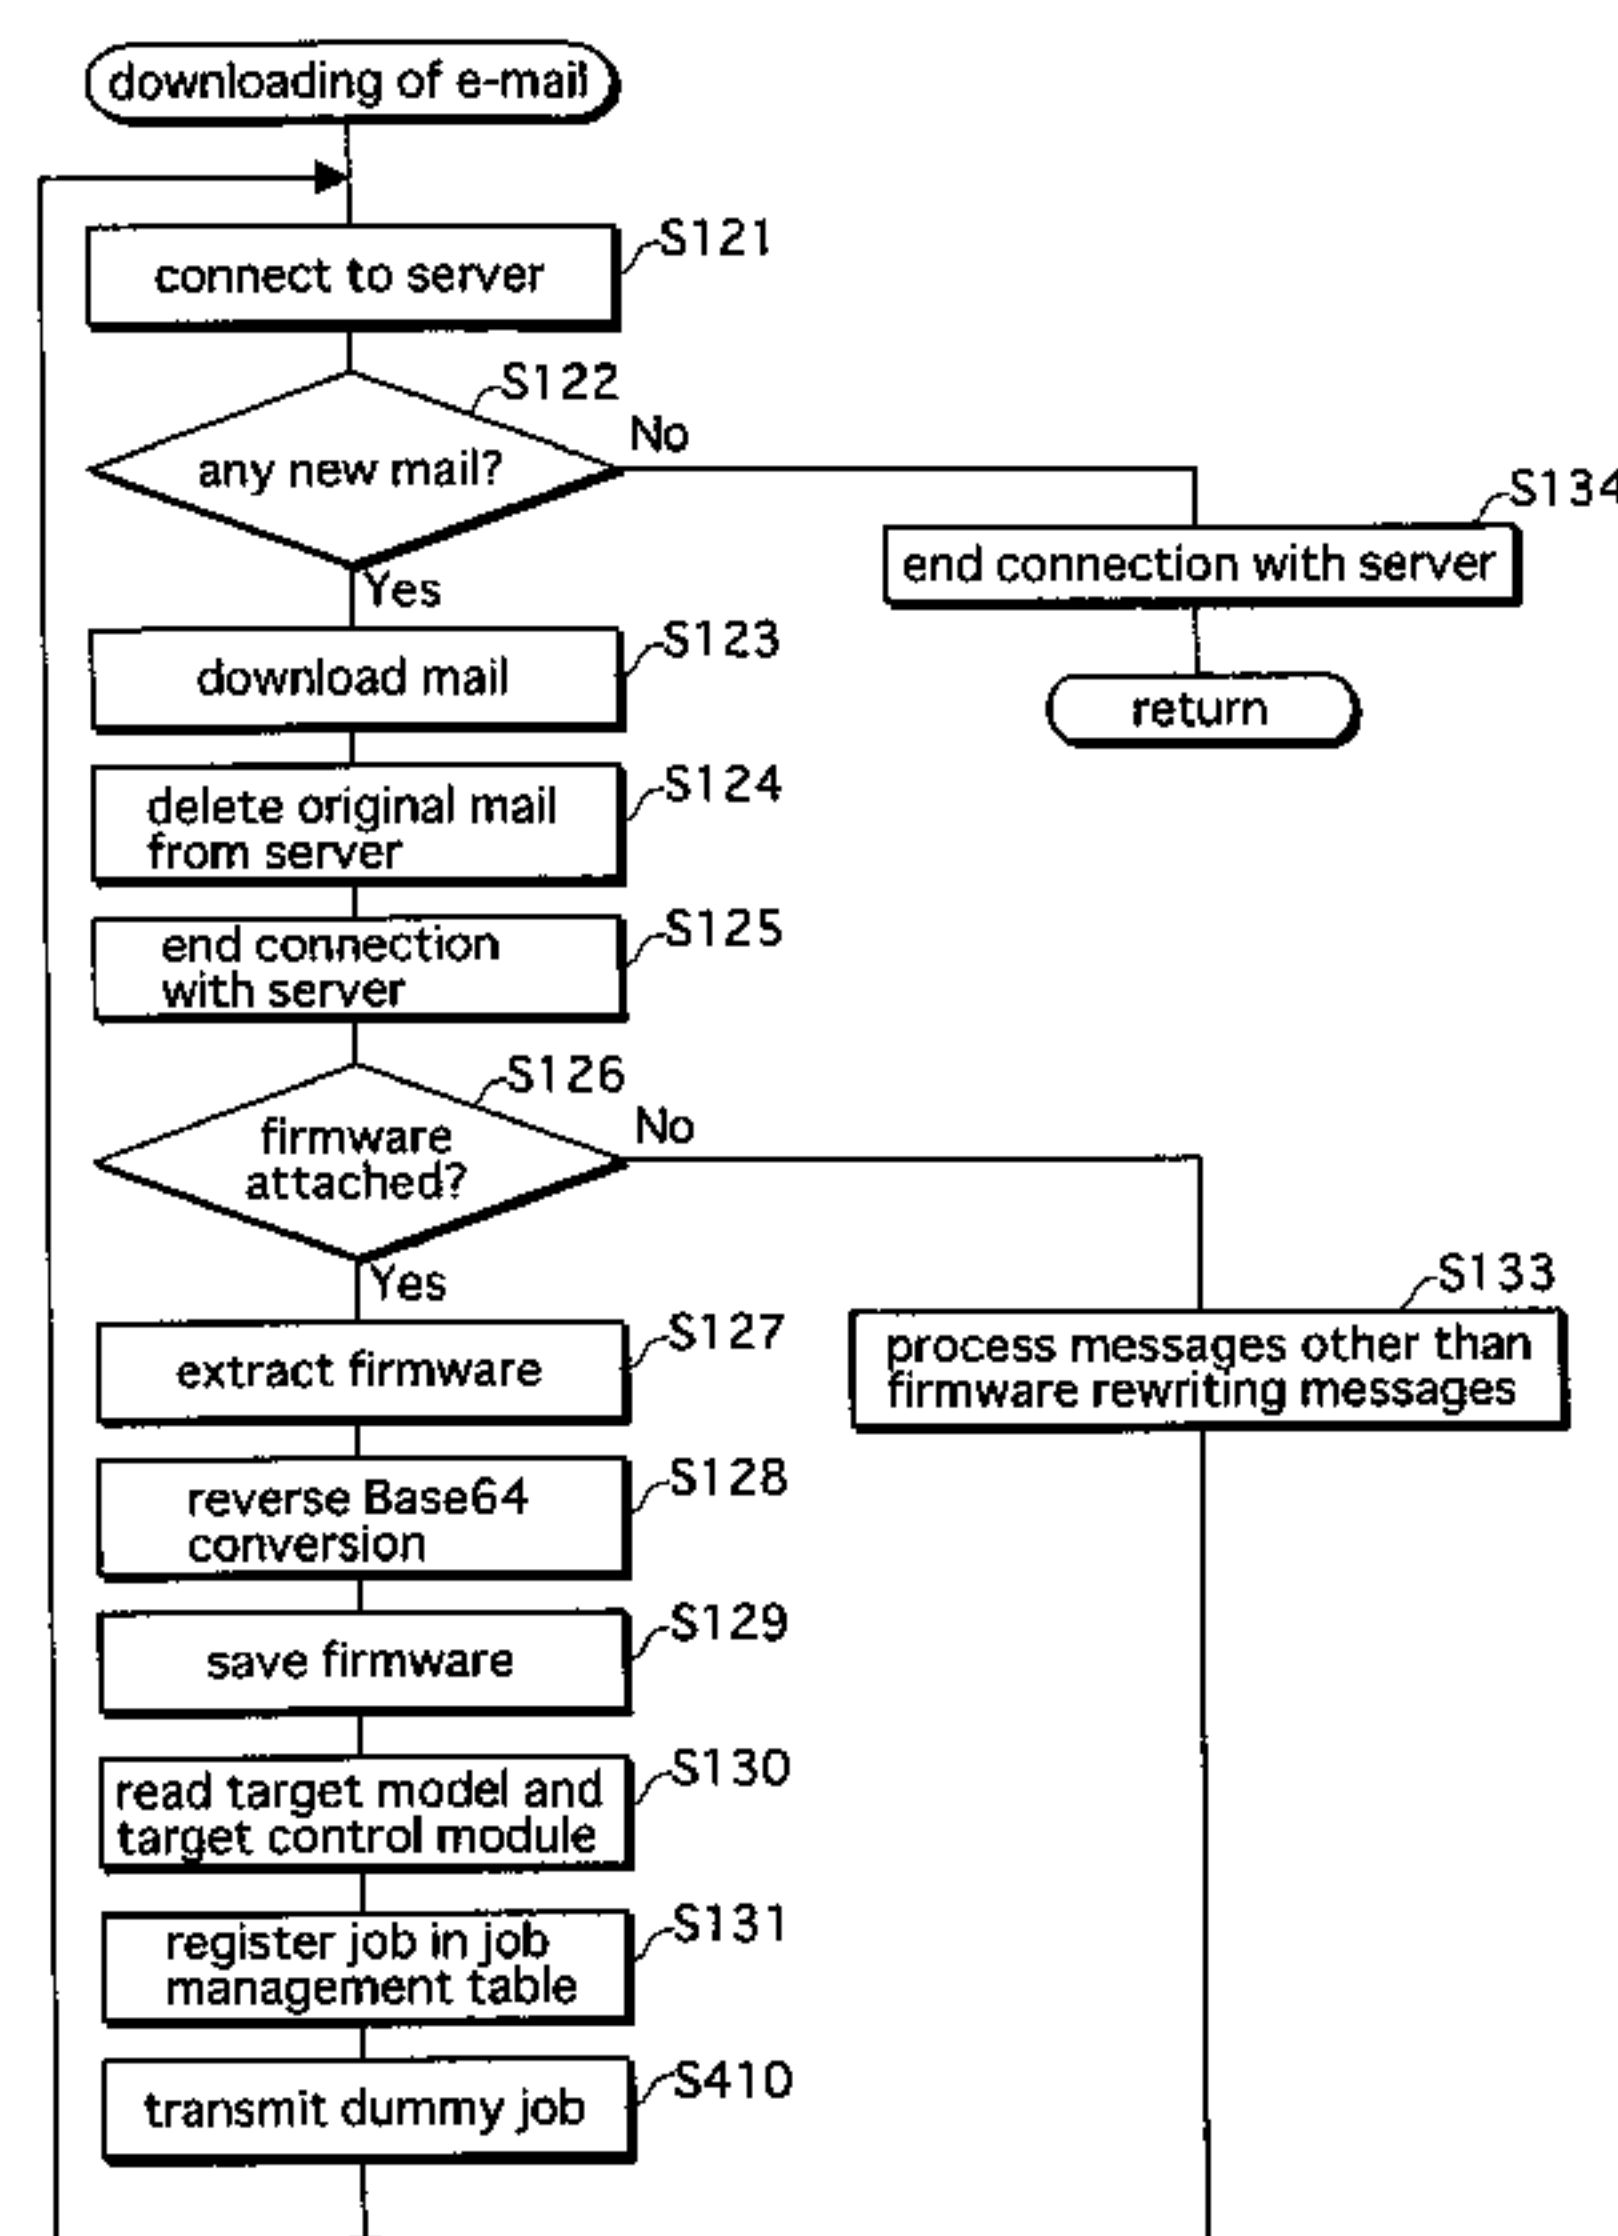 downloading of e-mail
S121
connect to server
S122
any new mail?
No
Yes
S134
end connection with server
return
S123
download mail
S124
delete original mail
from server
S125
end connection
with server
S126
firmware
attached?
No
Yes
S133
process messages other than
firmware rewriting messages
S127
extract firmware
S128
reverse Base64
conversion
S129
save firmware
S130
read target model and
target control module
S131
register job in job
management table
S410
transmit dummy job